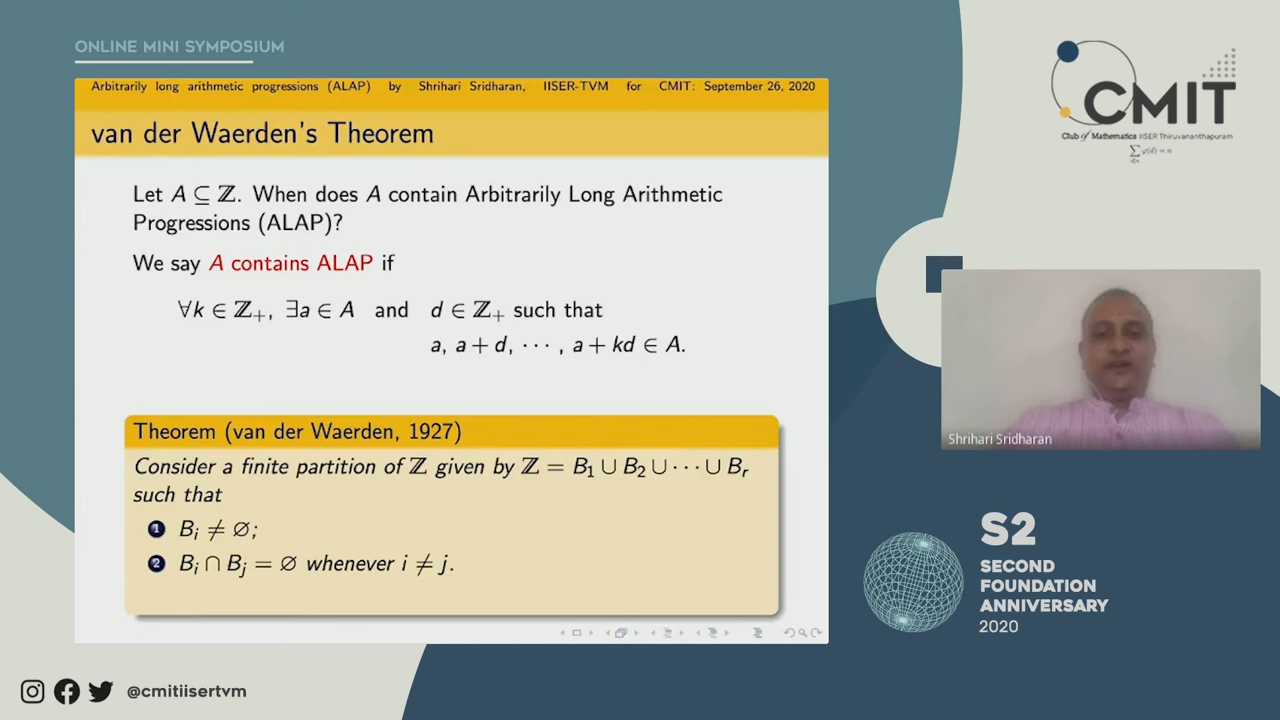 ONLINE MINI SYMPOSIUM
Arbitrarily long arithmetic progressions (ALAP) by Shrihari Sridharan, IISER-TVM for CMIT: September 26, 2020
van der Waerden's Theorem
Let A ⊆ ℤ. When does A contain Arbitrarily Long Arithmetic
Progressions (ALAP)?
We say A contains ALAP if
∀k ∈ ℤ₊, ∃a ∈ A and d ∈ ℤ₊ such that
a, a + d, ··· , a + kd ∈ A.
Theorem (van der Waerden, 1927)
Consider a finite partition of ℤ given by ℤ = B₁ ∪ B₂ ∪ ··· ∪ Bᵣ
such that
1 Bᵢ ≠ ∅;
2 Bᵢ ∩ Bⱼ = ∅ whenever i ≠ j.
CMIT
Club of Mathematics IISER Thiruvananthapuram
∑ φ(d) = n
d|n
Shrihari Sridharan
S2
SECOND
FOUNDATION
ANNIVERSARY
2020
@cmitiisertvm